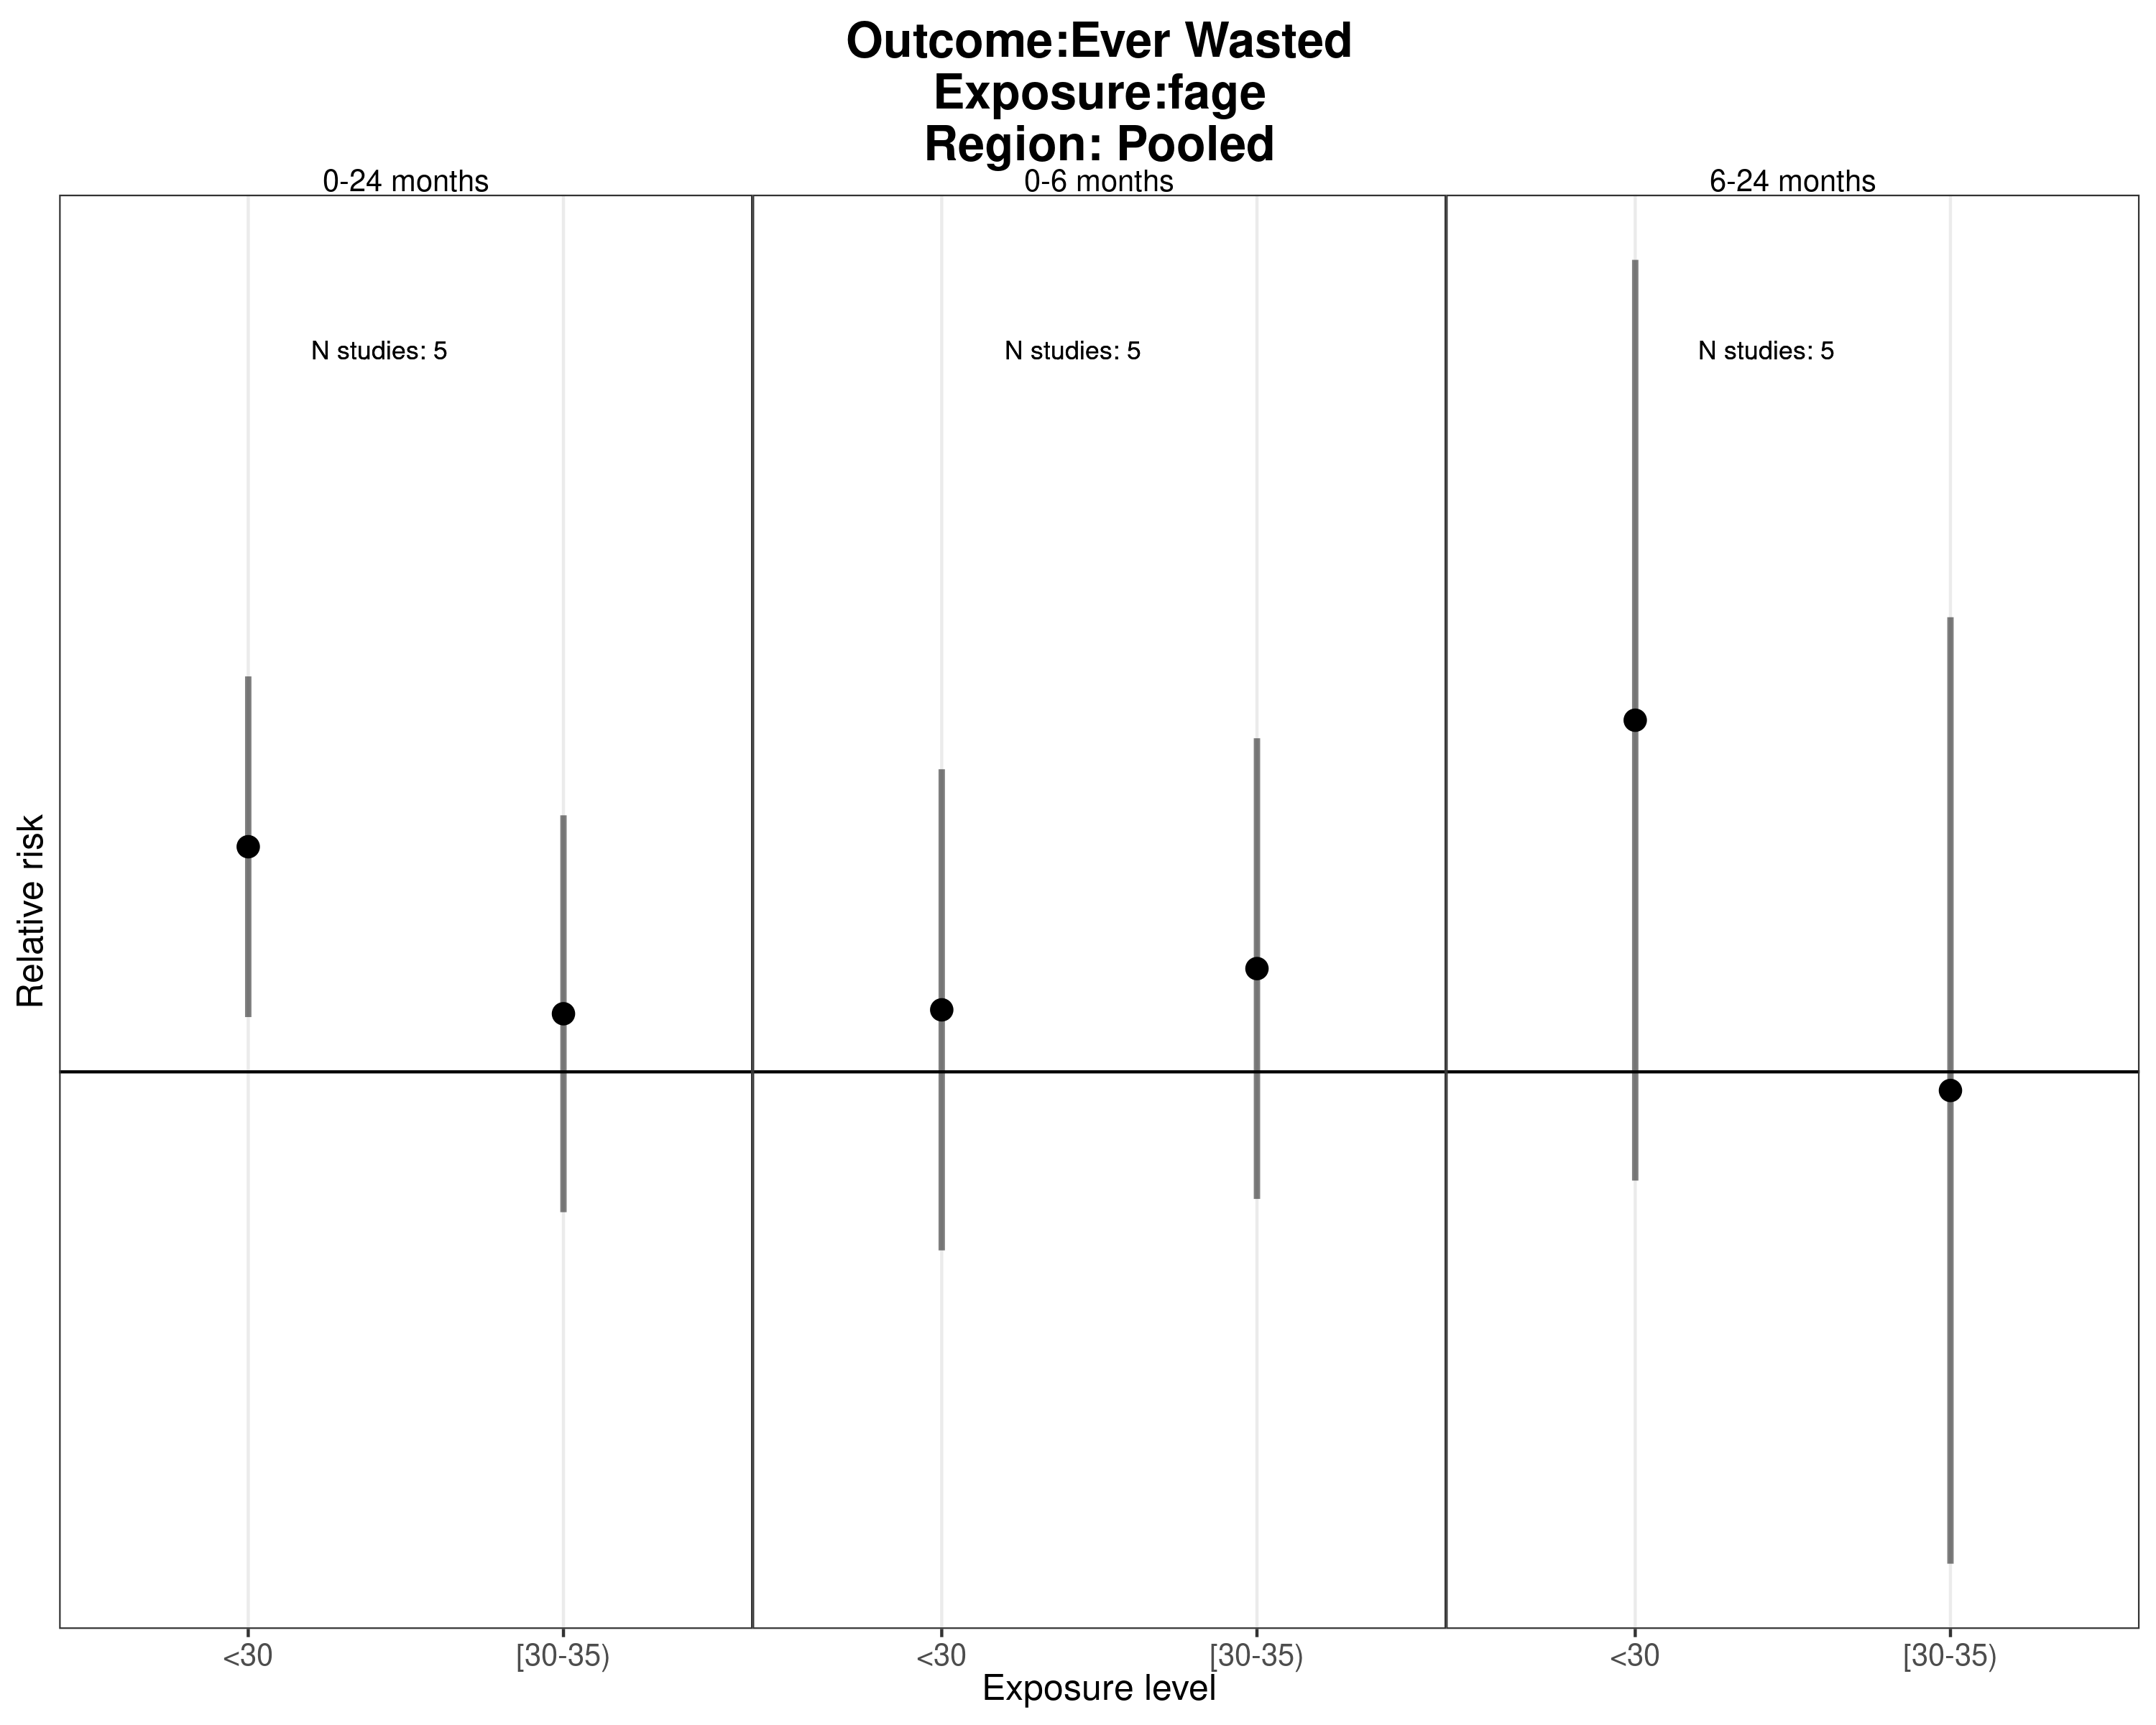 Outcome:Ever Wasted
Exposure:fage
Region: Pooled
0-24 months
0-6 months
6-24 months
N studies: 5
N studies: 5
N studies: 5
Relative risk
<30
[30-35)
<30
[30-35)
<30
[30-35)
Exposure level